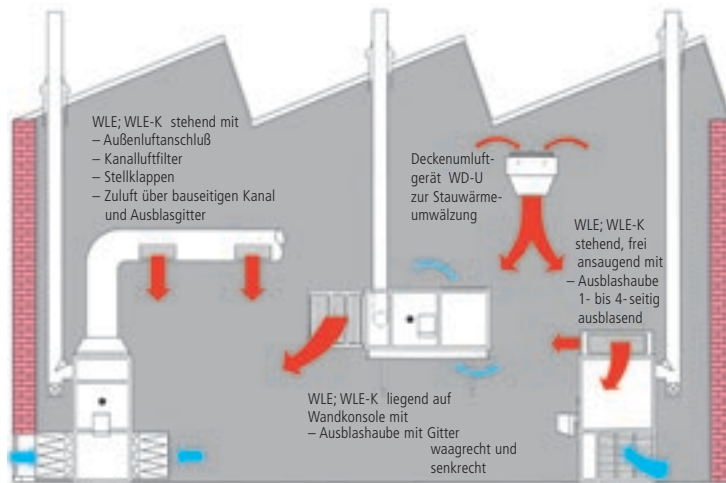 WLE; WLE-K stehend mit
– Außenluftanschluß
– Kanalluftfilter
– Stellklappen
– Zuluft über bauseitigen Kanal
und Ausblasgitter
Deckenumluft-
gerät WD-U
zur Stauwärme-
umwälzung
WLE; WLE-K
stehend, frei
ansaugend mit
– Ausblashaube
1- bis 4-seitig
ausblasend
WLE; WLE-K liegend auf
Wandkonsole mit
– Ausblashaube mit Gitter
waagrecht und
senkrecht